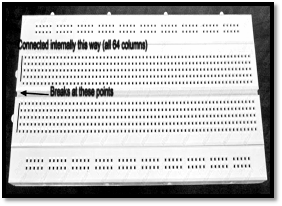 Connected internally this way (all 64 columns)
Breaks at these points